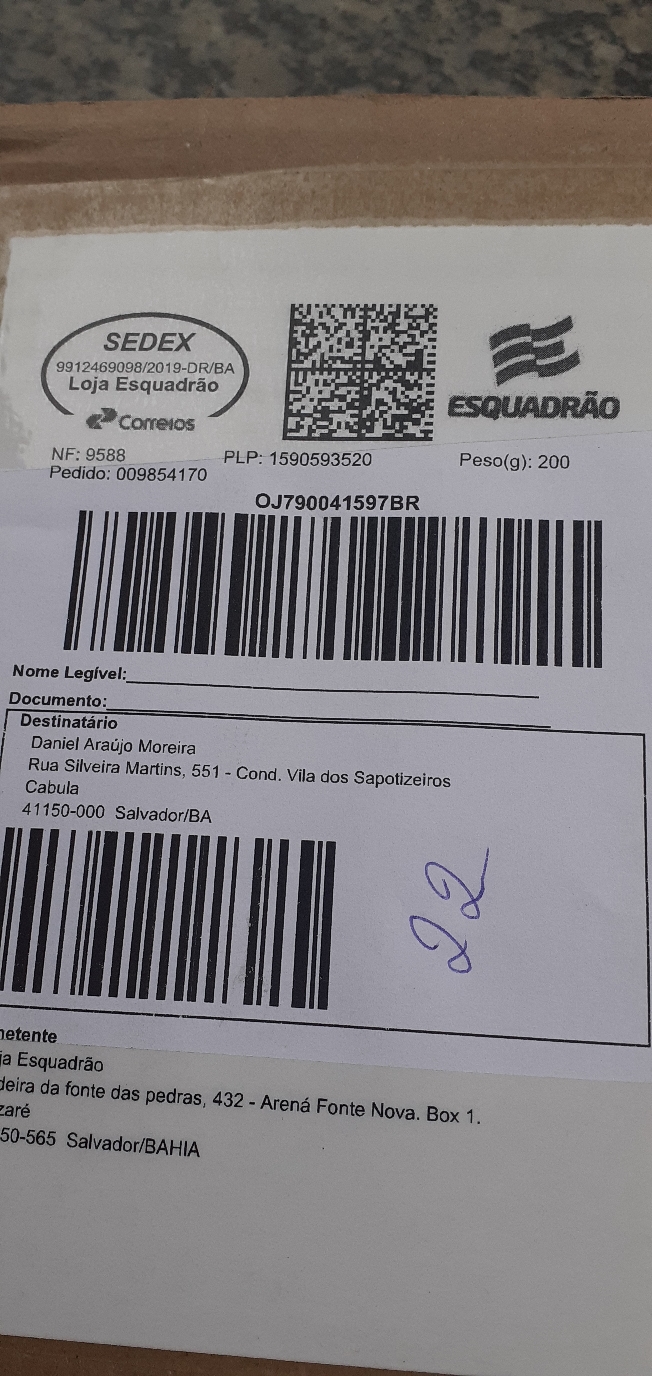 SEDEX
9912469098/2019-DR/BA
Loja Esquadrão
Correios
ESQUADRÃO
NF: 9588 PLP: 1590593520 Peso(g): 200
Pedido: 009854170
OJ790041597BR
Nome Legível:
Documento:
Destinatário
Daniel Araújo Moreira
Rua Silveira Martins, 551 - Cond. Vila dos Sapotizeiros
Cabula
41150-000 Salvador/BA
22
netente
ja Esquadrão
deira da fonte das pedras, 432 - Arená Fonte Nova. Box 1.
zaré
50-565 Salvador/BAHIA